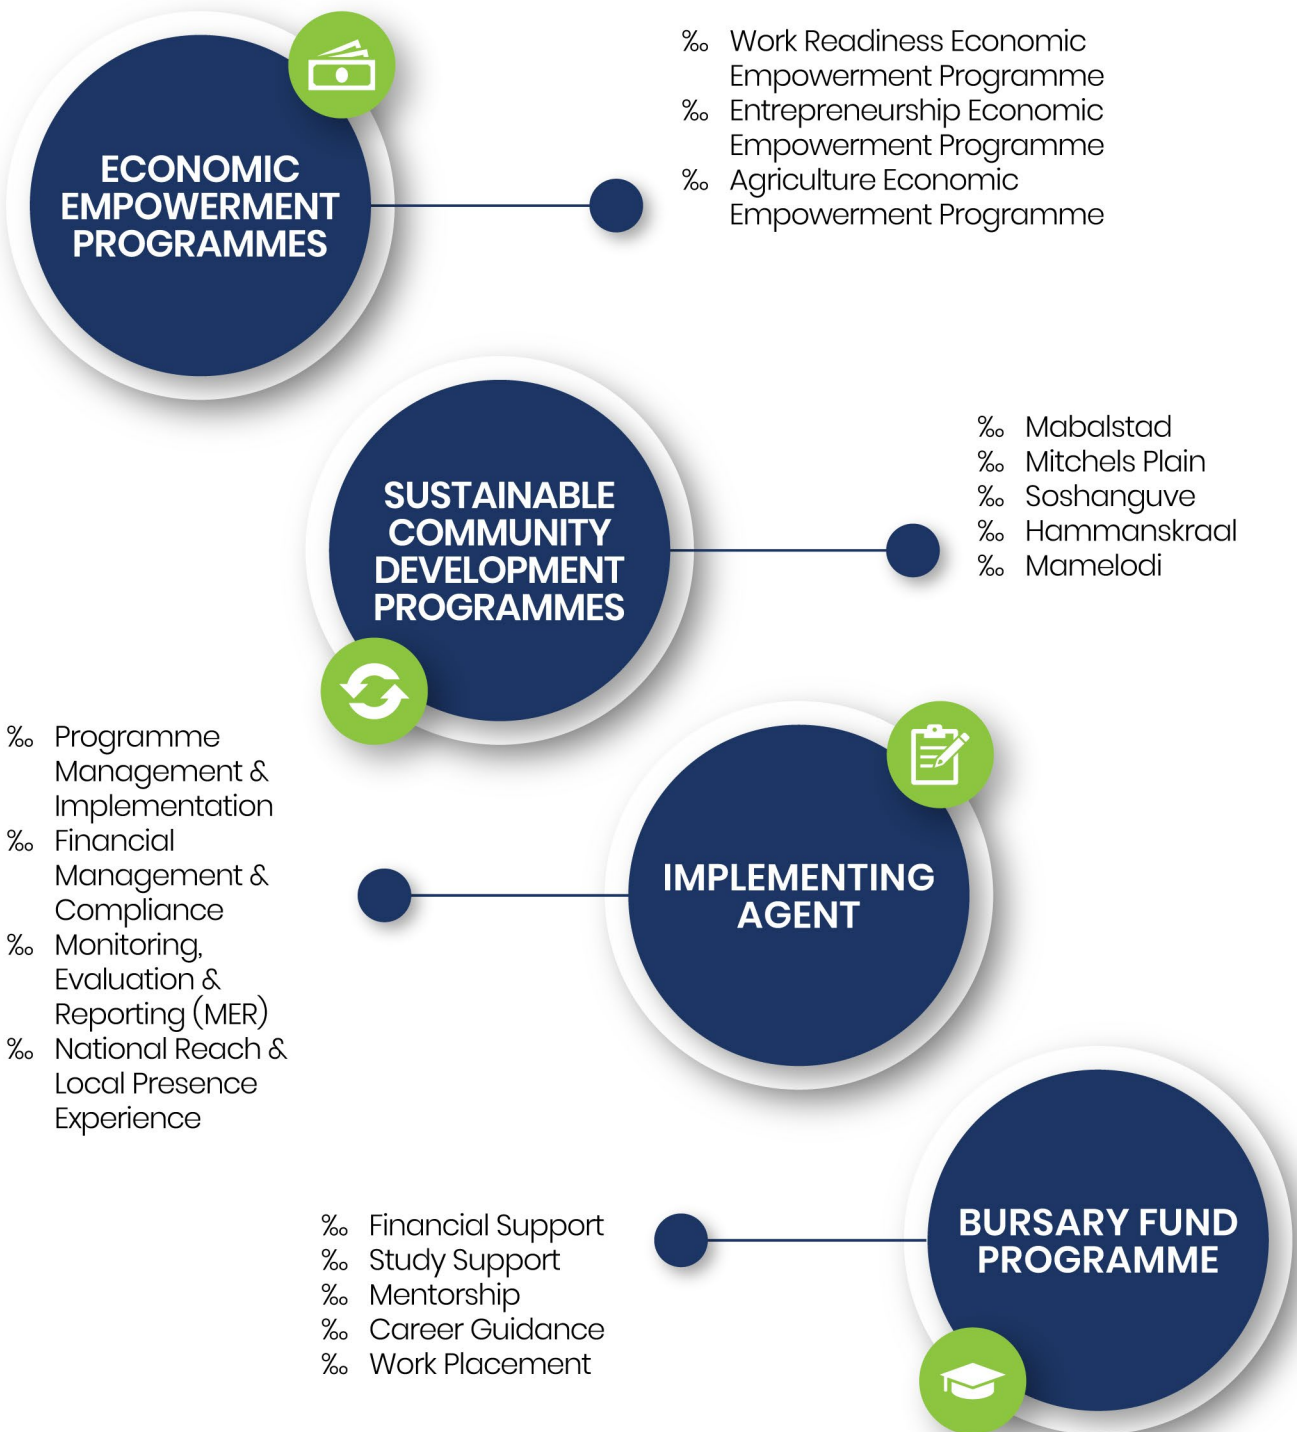 ECONOMIC
EMPOWERMENT
PROGRAMMES
‰ Work Readiness Economic
Empowerment Programme
‰ Entrepreneurship Economic
Empowerment Programme
‰ Agriculture Economic
Empowerment Programme
SUSTAINABLE
COMMUNITY
DEVELOPMENT
PROGRAMMES
‰ Mabalstad
‰ Mitchels Plain
‰ Soshanguve
‰ Hammanskraal
‰ Mamelodi
IMPLEMENTING
AGENT
‰ Programme
Management &
Implementation
‰ Financial
Management &
Compliance
‰ Monitoring,
Evaluation &
Reporting (MER)
‰ National Reach &
Local Presence
Experience
BURSARY FUND
PROGRAMME
‰ Financial Support
‰ Study Support
‰ Mentorship
‰ Career Guidance
‰ Work Placement